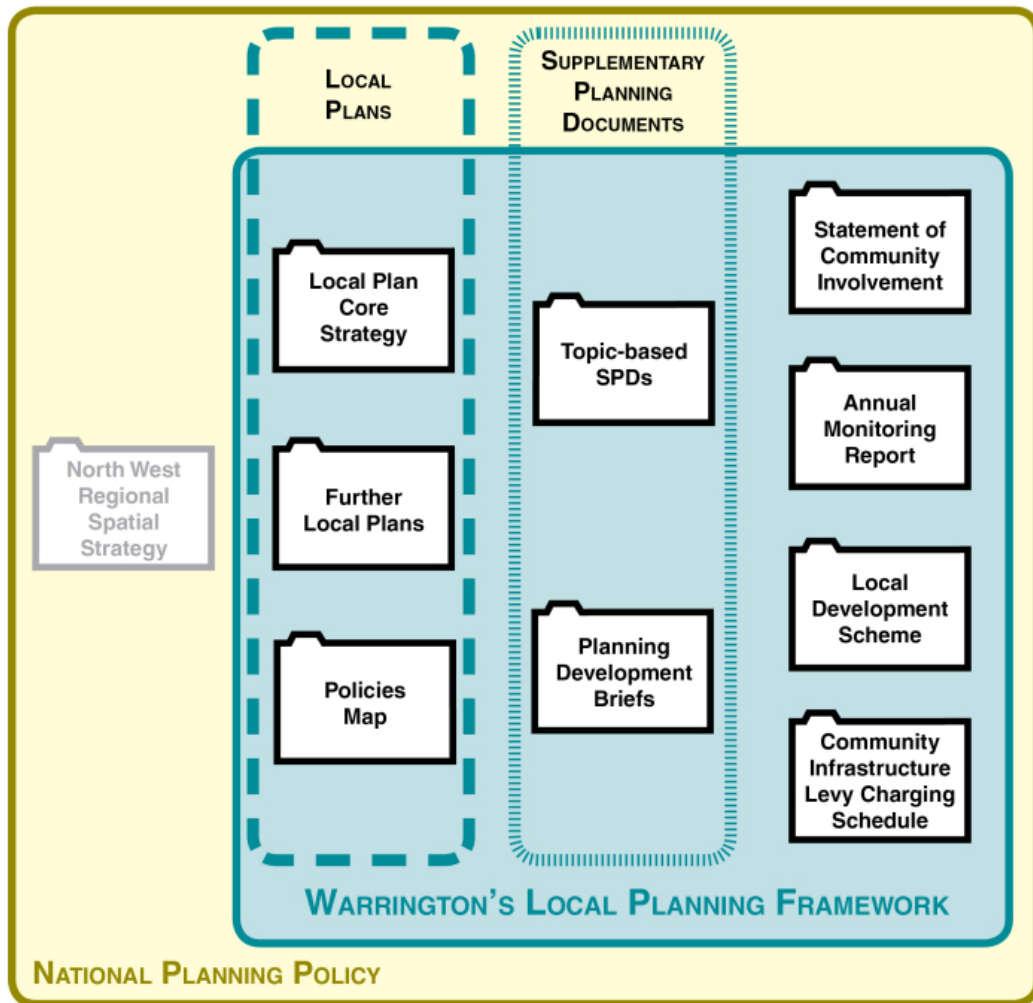 LOCAL
PLANS
SUPPLEMENTARY
PLANNING
DOCUMENTS
North West
Regional
Spatial
Strategy
Local Plan
Core
Strategy
Further
Local Plans
Policies
Map
Topic-based
SPDs
Planning
Development
Briefs
Statement of
Community
Involvement
Annual
Monitoring
Report
Local
Development
Scheme
Community
Infrastructure
Levy Charging
Schedule
WARRINGTON'S LOCAL PLANNING FRAMEWORK
NATIONAL PLANNING POLICY